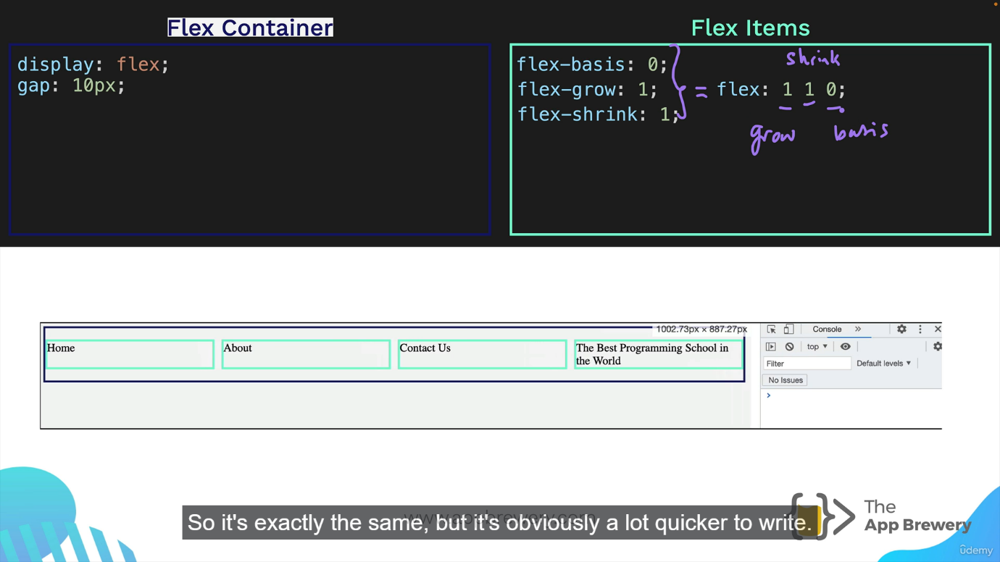 Flex Container
display: flex;
gap: 10px;
Flex Items
flex-basis: 0;
flex-grow: 1;
flex-shrink: 1;
shrink
= flex: 1 1 0;
grow
basis
1002.73px × 887.27px
Home
About
Contact Us
The Best Programming School in
the World
Console
top
Filter
Default levels
No Issues
www.appbrewery.com
So it's exactly the same, but it's obviously a lot quicker to write.
The
App Brewery
ûdemy